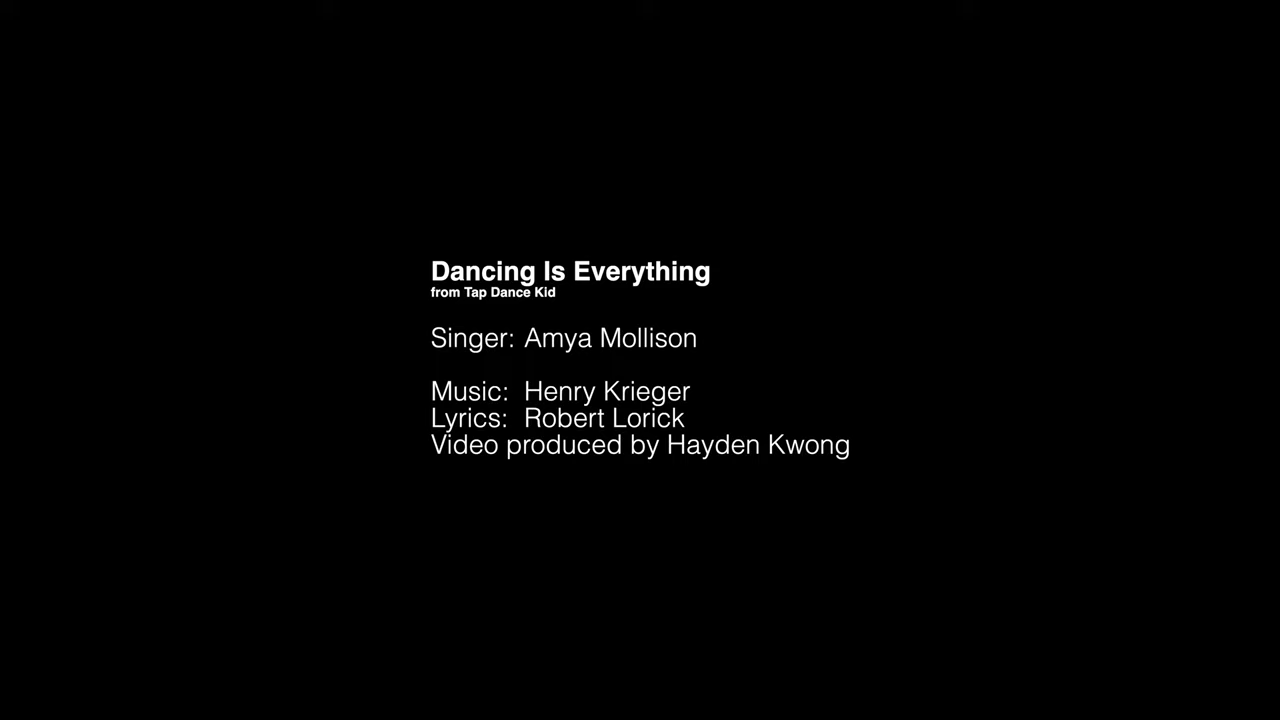 Dancing Is Everything
from Tap Dance Kid
Singer: Amya Mollison
Music: Henry Krieger
Lyrics: Robert Lorick
Video produced by Hayden Kwong